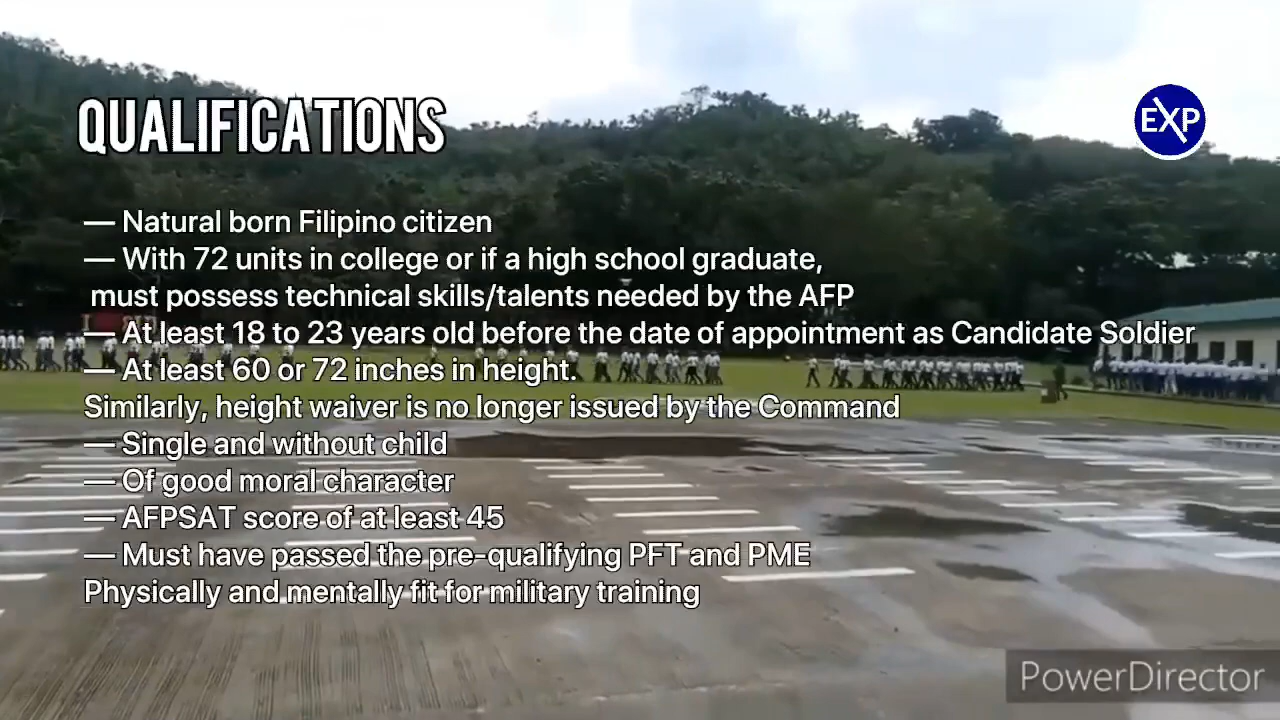 QUALIFICATIONS
EXP
— Natural born Filipino citizen
— With 72 units in college or if a high school graduate,
must possess technical skills/talents needed by the AFP
— At least 18 to 23 years old before the date of appointment as Candidate Soldier
— At least 60 or 72 inches in height.
Similarly, height waiver is no longer issued by the Command
— Single and without child
— Of good moral character
— AFPSAT score of at least 45
— Must have passed the pre-qualifying PFT and PME
Physically and mentally fit for military training
PowerDirector